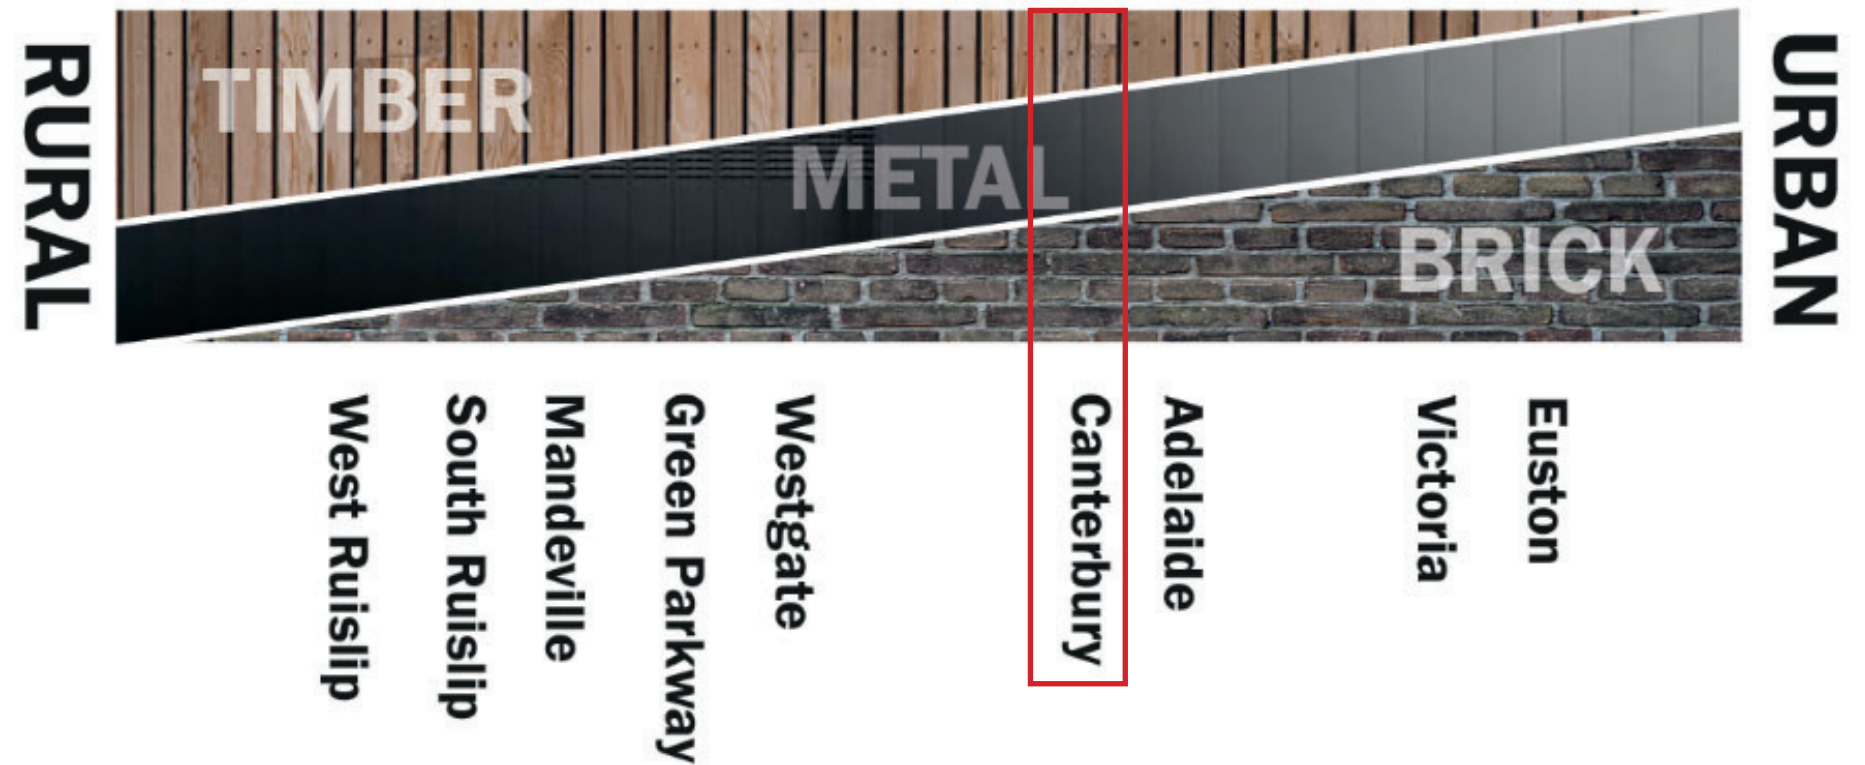 RURAL
TIMBER
METAL
BRICK
URBAN
West Ruislip
South Ruislip
Mandeville
Green Parkway
Westgate
Canterbury
Adelaide
Victoria
Euston